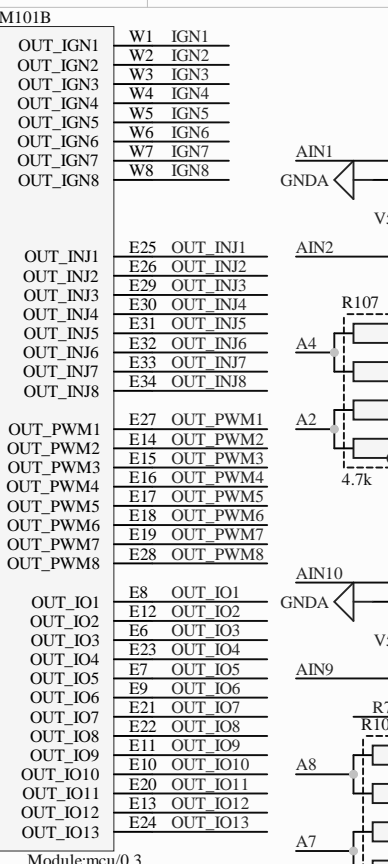 M101B
OUT_IGN1 W1 IGN1
OUT_IGN2 W2 IGN2
OUT_IGN3 W3 IGN3
OUT_IGN4 W4 IGN4
OUT_IGN5 W5 IGN5
OUT_IGN6 W6 IGN6
OUT_IGN7 W7 IGN7
OUT_IGN8 W8 IGN8
AIN1
GNDA
V
OUT_INJ1 E25 OUT_INJ1
OUT_INJ2 E26 OUT_INJ2
OUT_INJ3 E29 OUT_INJ3
OUT_INJ4 E30 OUT_INJ4
OUT_INJ5 E31 OUT_INJ5
OUT_INJ6 E32 OUT_INJ6
OUT_INJ7 E33 OUT_INJ7
OUT_INJ8 E34 OUT_INJ8
AIN2
R107
A4
A2
4.7k
OUT_PWM1 E27 OUT_PWM1
OUT_PWM2 E14 OUT_PWM2
OUT_PWM3 E15 OUT_PWM3
OUT_PWM4 E16 OUT_PWM4
OUT_PWM5 E17 OUT_PWM5
OUT_PWM6 E18 OUT_PWM6
OUT_PWM7 E19 OUT_PWM7
OUT_PWM8 E28 OUT_PWM8
AIN10
GNDA
V
OUT_IO1 E8 OUT_IO1
OUT_IO2 E12 OUT_IO2
OUT_IO3 E6 OUT_IO3
OUT_IO4 E23 OUT_IO4
OUT_IO5 E7 OUT_IO5
OUT_IO6 E9 OUT_IO6
OUT_IO7 E21 OUT_IO7
OUT_IO8 E22 OUT_IO8
OUT_IO9 E11 OUT_IO9
OUT_IO10 E10 OUT_IO10
OUT_IO11 E20 OUT_IO11
OUT_IO12 E13 OUT_IO12
OUT_IO13 E24 OUT_IO13
AIN9
R7
R10
A8
A7
Module:mcu/0.3